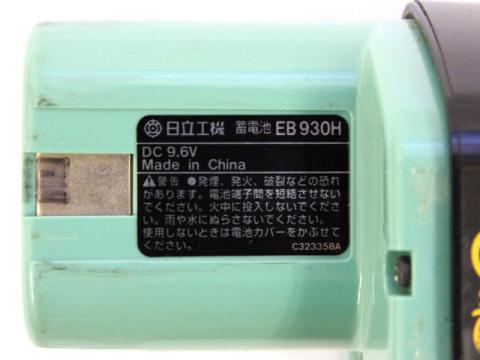 日立工機 蓄電池 EB930H
DC 9.6V
Made in China
⚠警告 ●発煙、発火、破裂などの恐れ
があります。電池端子間を短絡させない
でください。火中に投入しないでくださ
い。雨や水にぬらさないでください。
使用しないときは電池カバーをかぶせて
ください。
C323358A